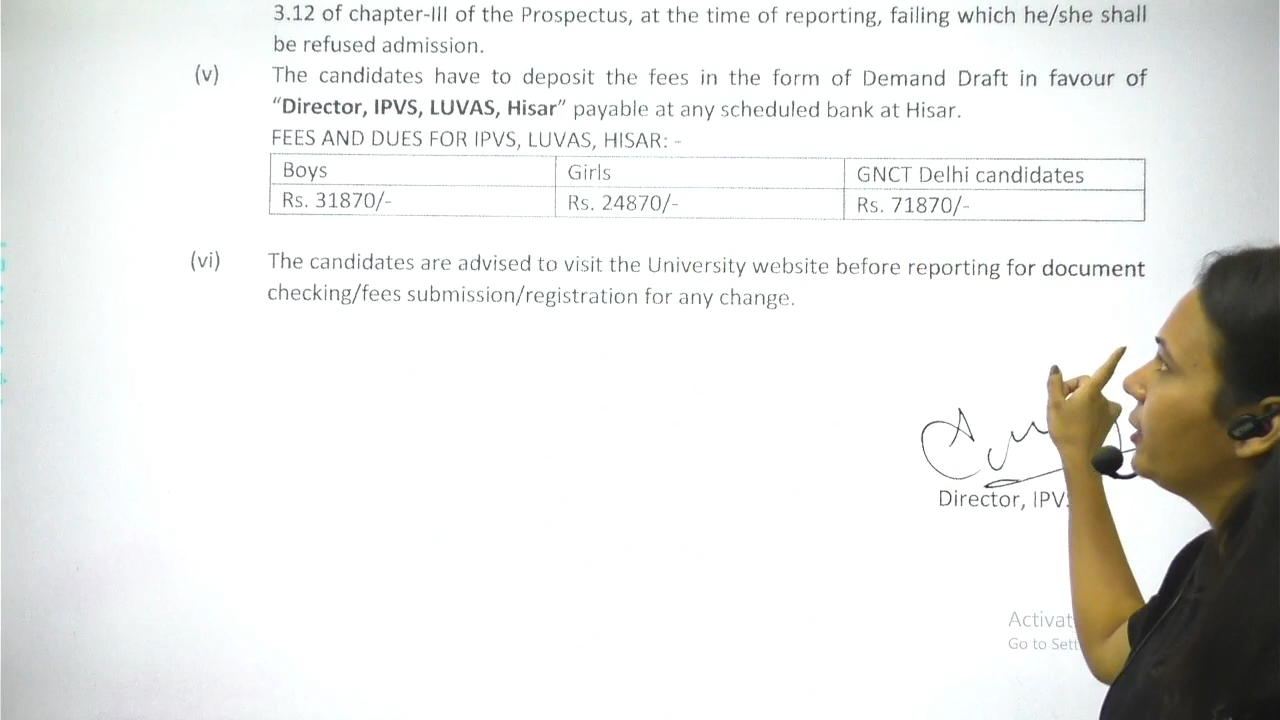 3.12 of chapter-III of the Prospectus, at the time of reporting, failing which he/she shall
be refused admission.
(v) The candidates have to deposit the fees in the form of Demand Draft in favour of
“Director, IPVS, LUVAS, Hisar” payable at any scheduled bank at Hisar.
FEES AND DUES FOR IPVS, LUVAS, HISAR: -
Boys Girls GNCT Delhi candidates
Rs. 31870/- Rs. 24870/- Rs. 71870/-
(vi) The candidates are advised to visit the University website before reporting for document
checking/fees submission/registration for any change.
Director,
Go to